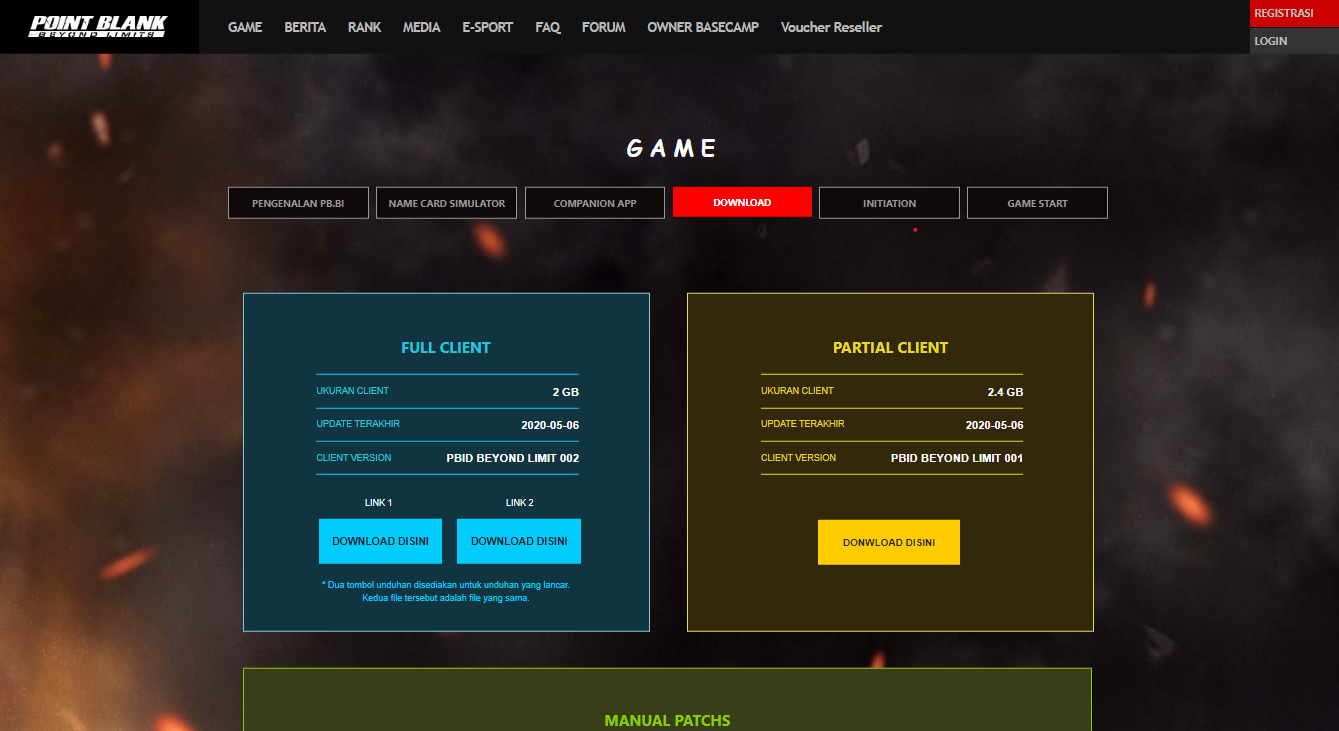 POINT BLANK
BEYOND LIMITS
GAME BERITA RANK MEDIA E-SPORT FAQ FORUM OWNER BASECAMP Voucher Reseller
REGISTRASI
LOGIN
GAME
PENGENALAN PB.BI NAME CARD SIMULATOR COMPANION APP DOWNLOAD INITIATION GAME START
FULL CLIENT
UKURAN CLIENT 2 GB
UPDATE TERAKHIR 2020-05-06
CLIENT VERSION PBID BEYOND LIMIT 002
LINK 1 LINK 2
DOWNLOAD DISINI DOWNLOAD DISINI
* Dua tombol unduhan disediakan untuk unduhan yang lancar.
Kedua file tersebut adalah file yang sama.
PARTIAL CLIENT
UKURAN CLIENT 2.4 GB
UPDATE TERAKHIR 2020-05-06
CLIENT VERSION PBID BEYOND LIMIT 001
DONWLOAD DISINI
MANUAL PATCHS